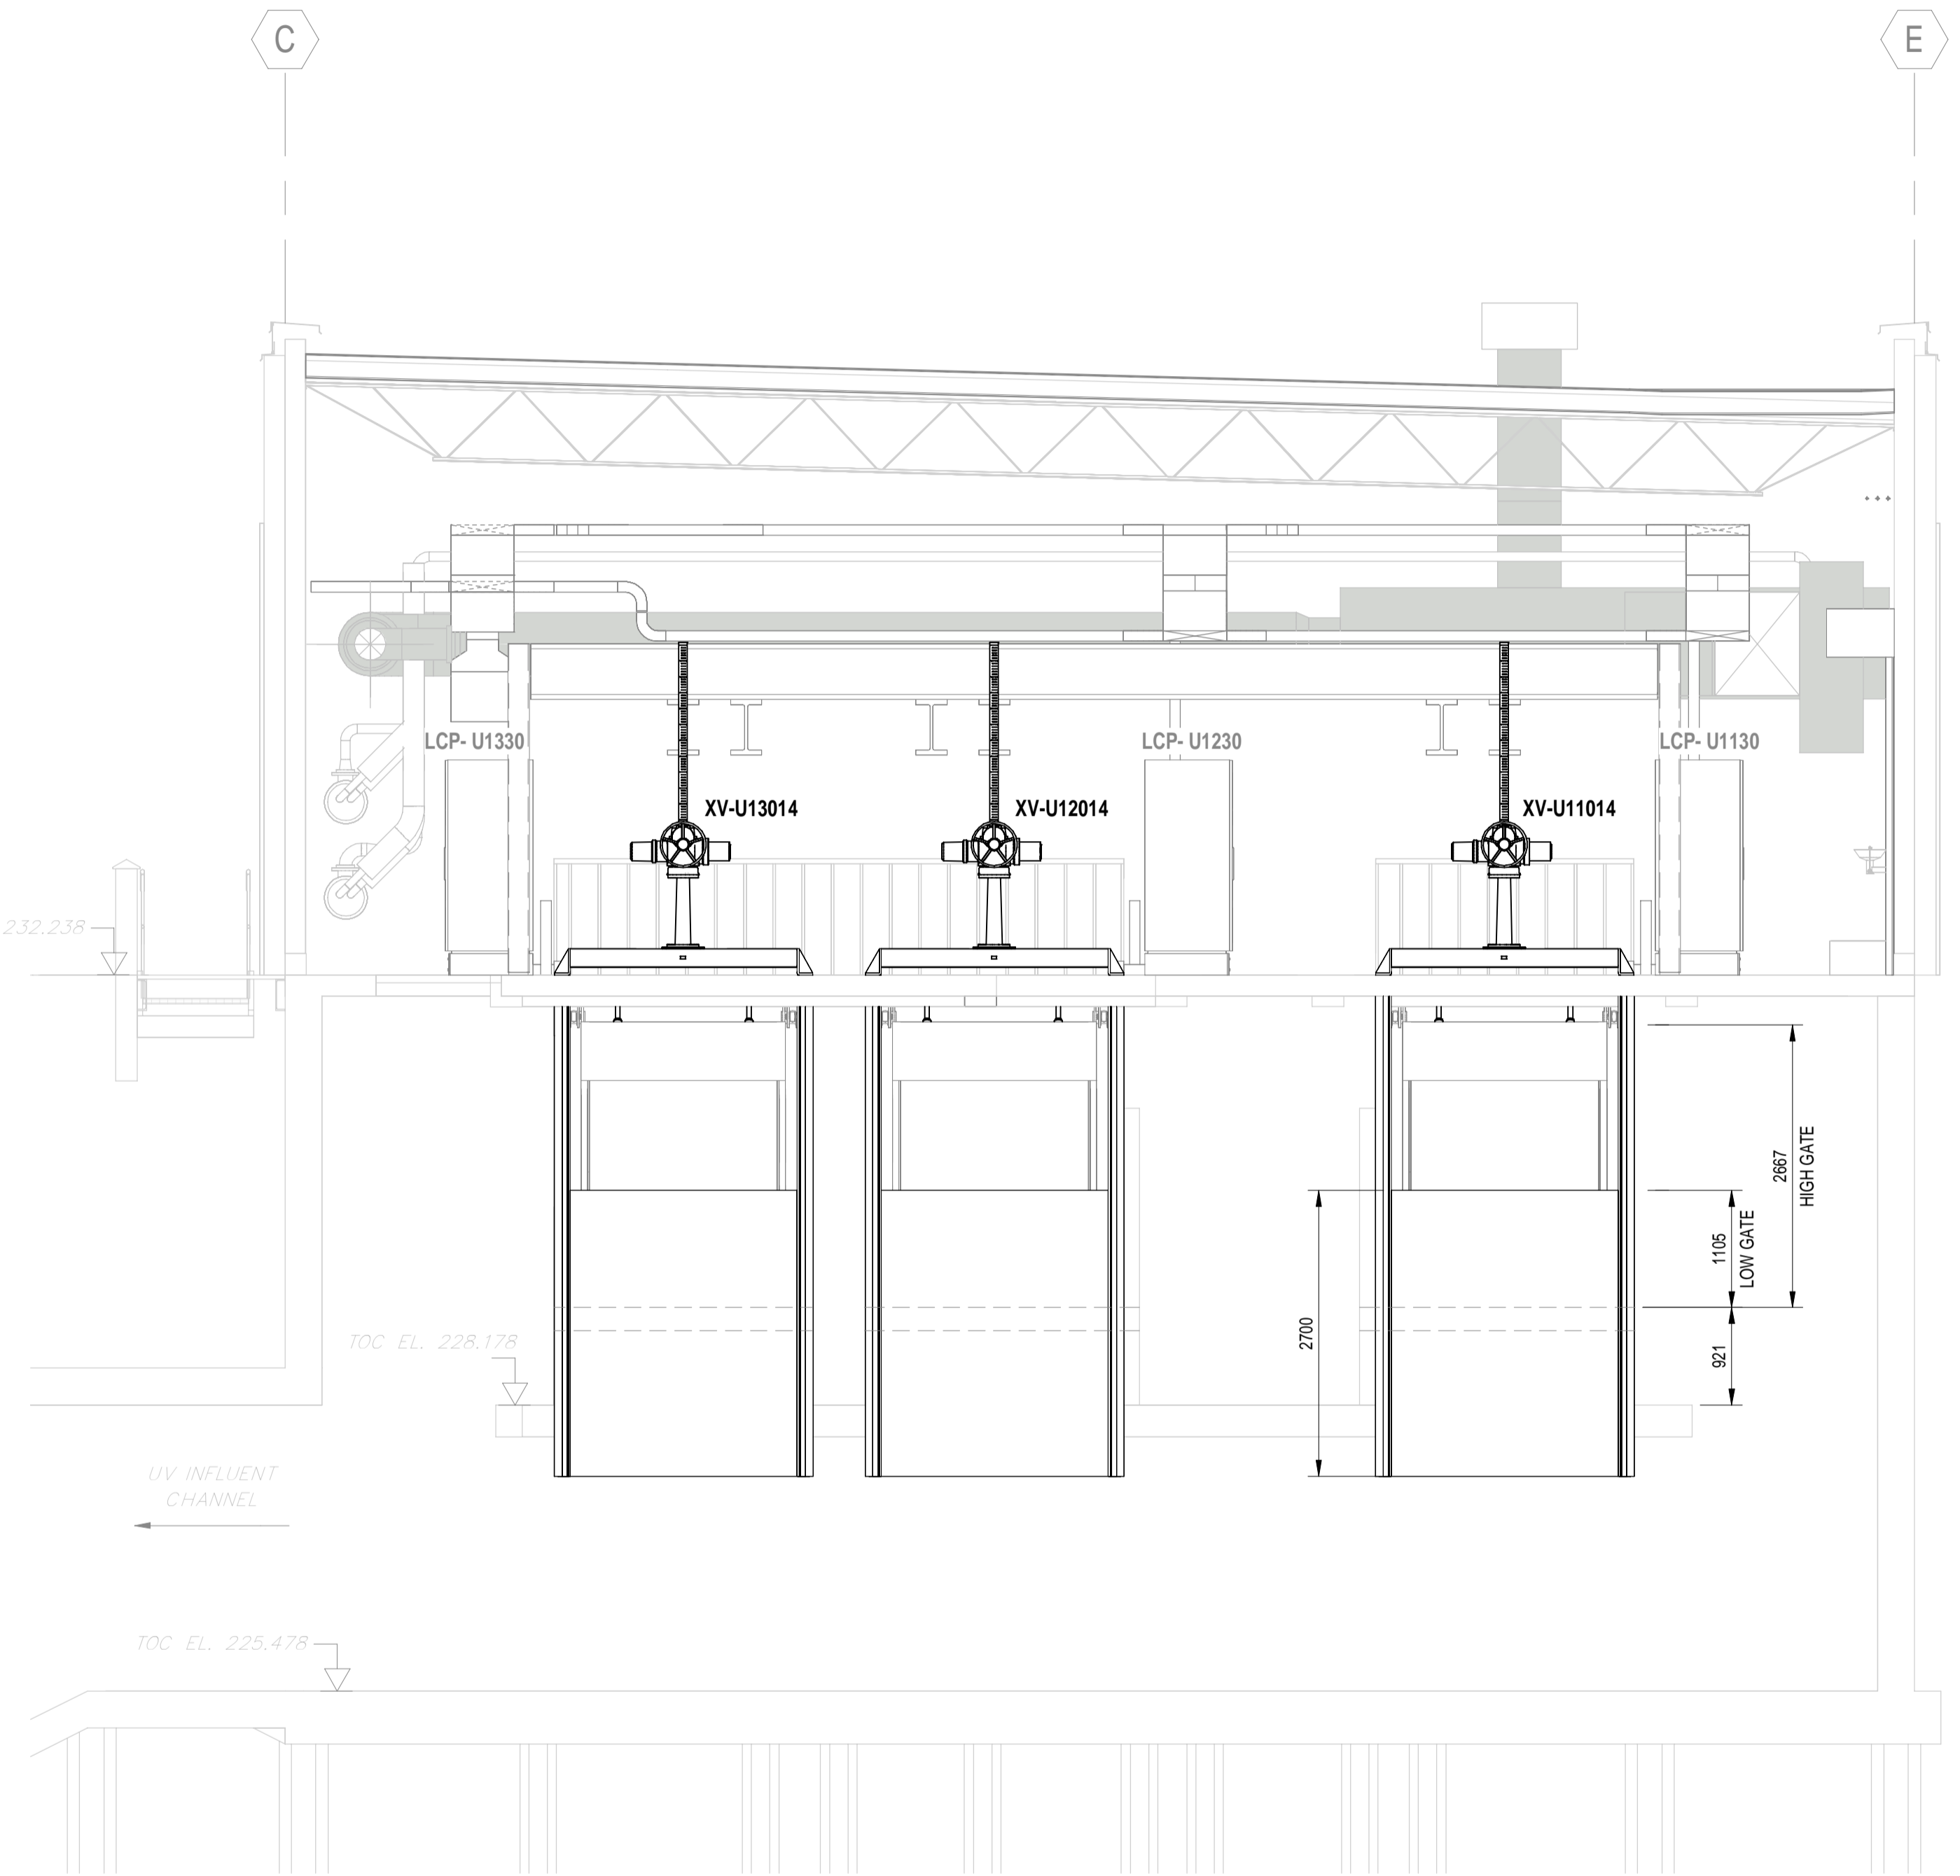 C
E
LCP- U1330
LCP- U1230
LCP- U1130
XV-U13014
XV-U12014
XV-U11014
232.238
2667
HIGH GATE
1105
LOW GATE
2700
921
TOC EL. 228.178
UV INFLUENT
CHANNEL
TOC EL. 225.478